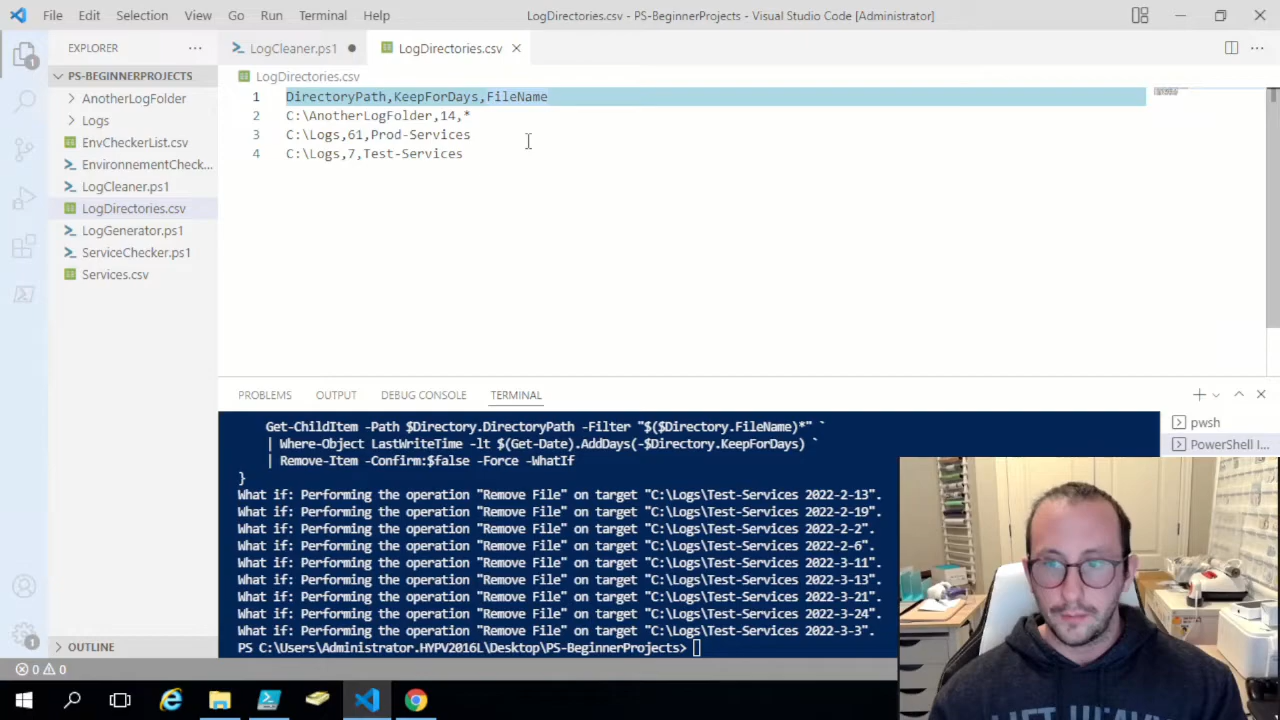 File Edit Selection View Go Run Terminal Help LogDirectories.csv - PS-BeginnerProjects - Visual Studio Code [Administrator]
EXPLORER
PS-BEGINNERPROJECTS
AnotherLogFolder
Logs
EnvCheckerList.csv
EnvironnementCheck...
LogCleaner.ps1
LogDirectories.csv
LogGenerator.ps1
ServiceChecker.ps1
Services.csv
OUTLINE
LogCleaner.ps1 LogDirectories.csv
LogDirectories.csv
1 DirectoryPath,KeepForDays,FileName
2 C:\AnotherLogFolder,14,*
3 C:\Logs,61,Prod-Services
4 C:\Logs,7,Test-Services
PROBLEMS OUTPUT DEBUG CONSOLE TERMINAL
Get-ChildItem -Path $Directory.DirectoryPath -Filter "$($Directory.FileName)*" `
| Where-Object LastWriteTime -lt $(Get-Date).AddDays(-$Directory.KeepForDays) `
| Remove-Item -Confirm:$false -Force -WhatIf
}
What if: Performing the operation "Remove File" on target "C:\Logs\Test-Services 2022-2-13".
What if: Performing the operation "Remove File" on target "C:\Logs\Test-Services 2022-2-19".
What if: Performing the operation "Remove File" on target "C:\Logs\Test-Services 2022-2-2".
What if: Performing the operation "Remove File" on target "C:\Logs\Test-Services 2022-2-6".
What if: Performing the operation "Remove File" on target "C:\Logs\Test-Services 2022-3-11".
What if: Performing the operation "Remove File" on target "C:\Logs\Test-Services 2022-3-13".
What if: Performing the operation "Remove File" on target "C:\Logs\Test-Services 2022-3-21".
What if: Performing the operation "Remove File" on target "C:\Logs\Test-Services 2022-3-24".
What if: Performing the operation "Remove File" on target "C:\Logs\Test-Services 2022-3-3".
PS C:\Users\Administrator.HYPV2016L\Desktop\PS-BeginnerProjects>
pwsh
PowerShell I...
1
1
0 0